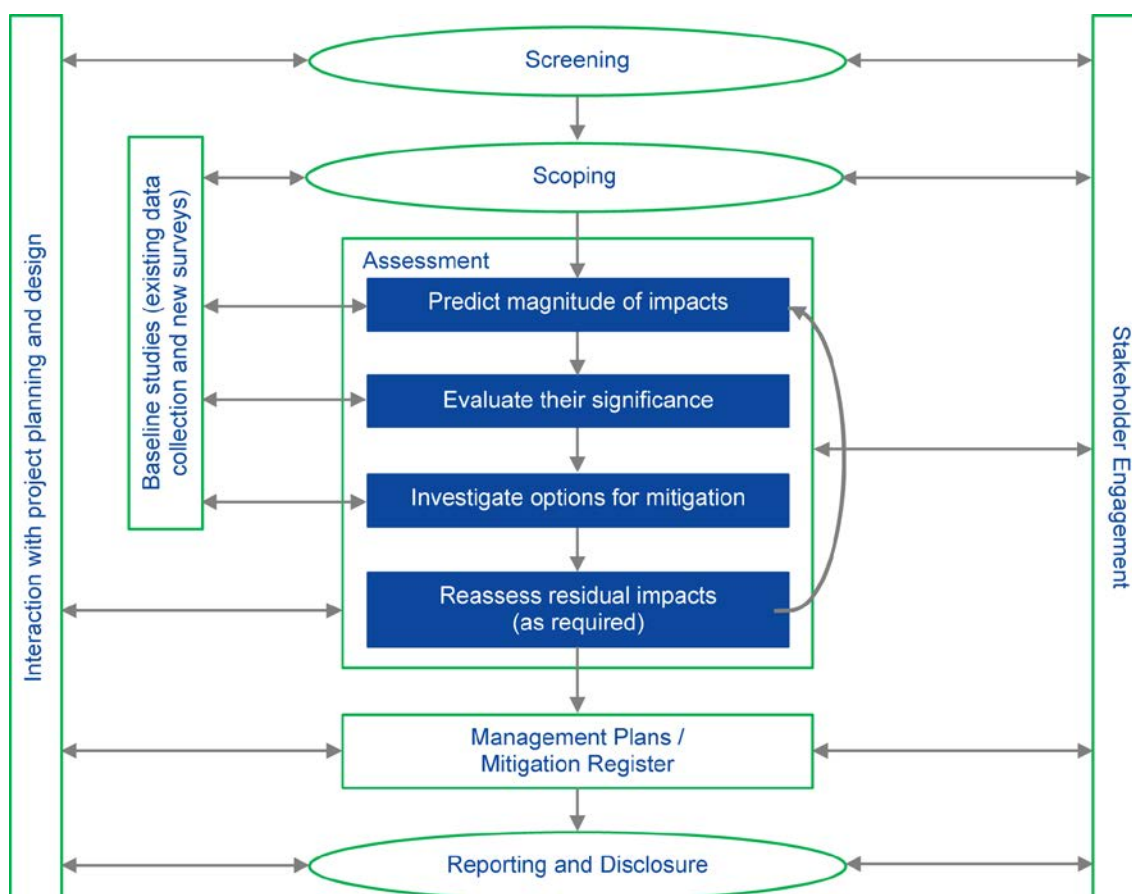 Screening
Scoping
Interaction with project planning and design
Baseline studies (existing data
collection and new surveys)
Assessment
Predict magnitude of impacts
Evaluate their significance
Investigate options for mitigation
Reassess residual impacts
(as required)
Stakeholder Engagement
Management Plans /
Mitigation Register
Reporting and Disclosure